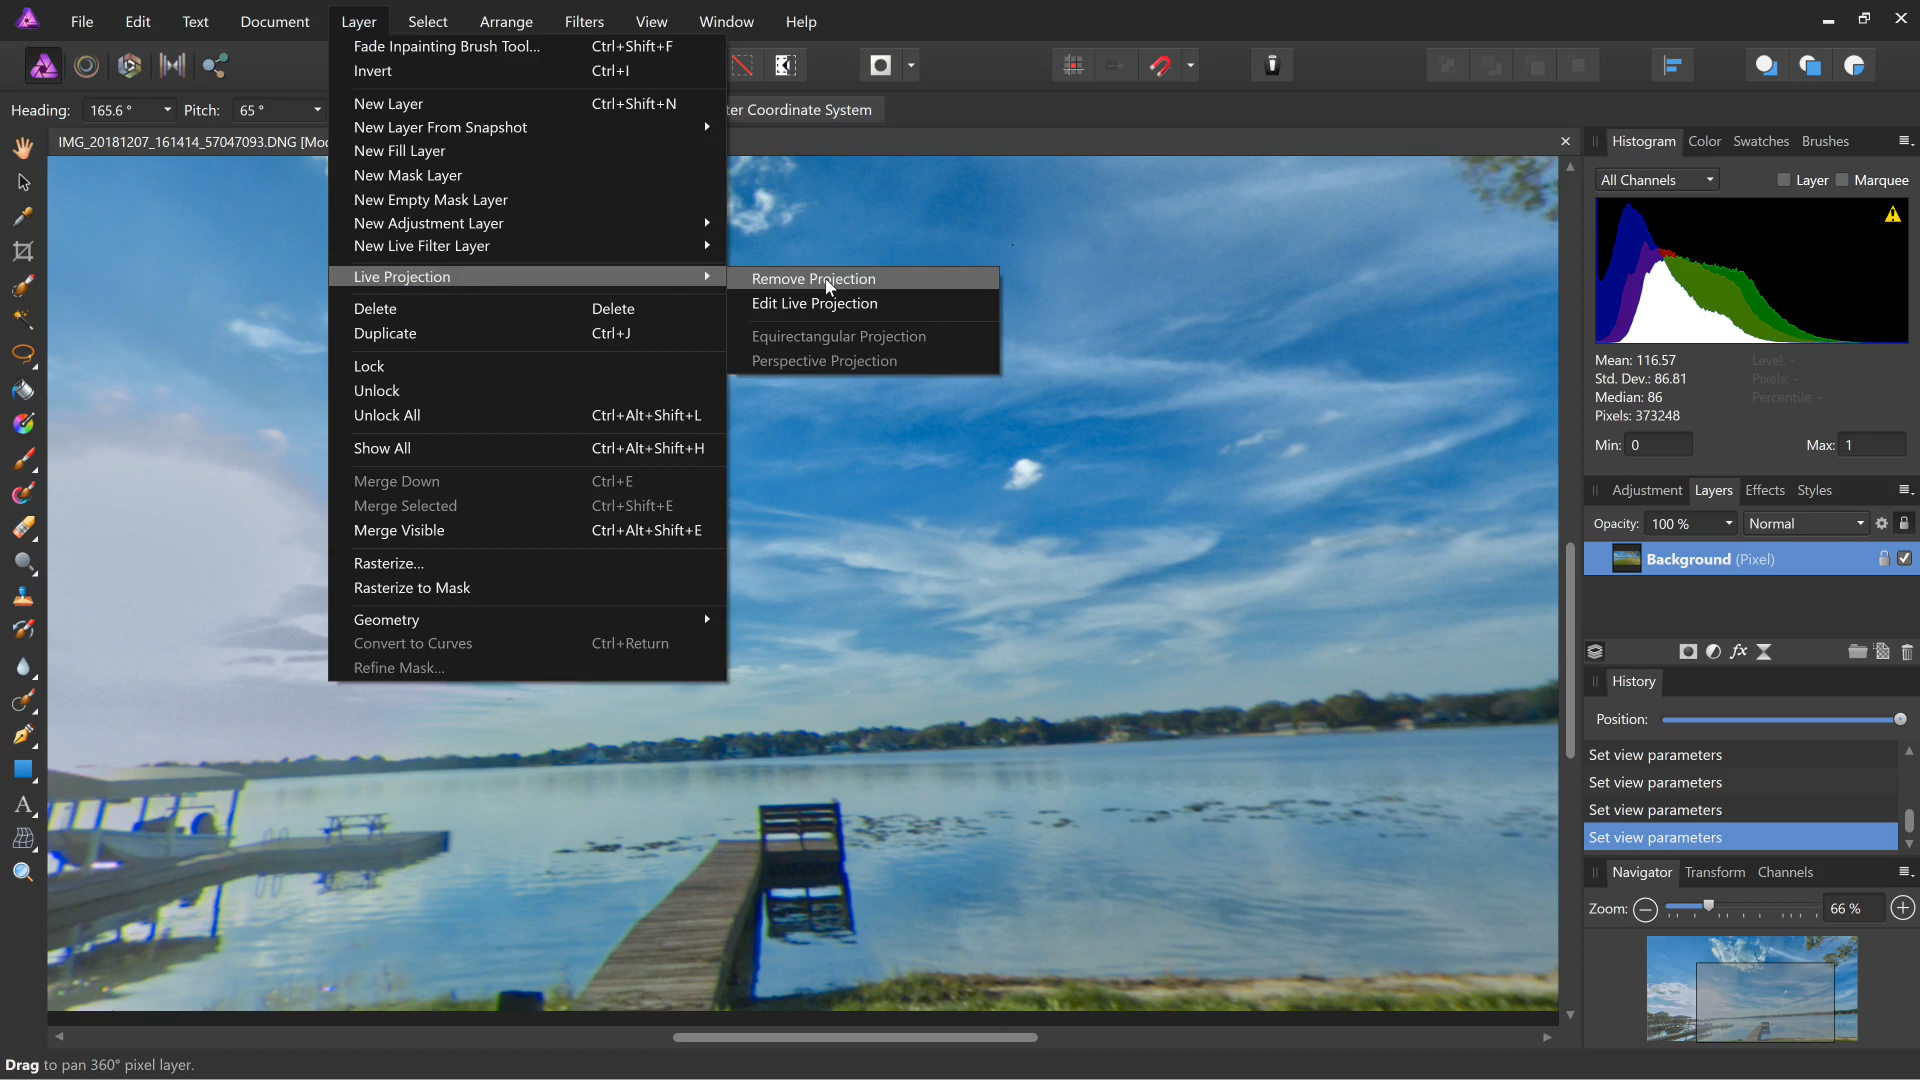 File Edit Text Document Layer Select Arrange Filters View Window Help
Fade Inpainting Brush Tool... Ctrl+Shift+F
Invert Ctrl+I
Heading: 165.6 ° Pitch: 65 ° ter Coordinate System
New Layer Ctrl+Shift+N
New Layer From Snapshot
IMG_20181207_161414_57047093.DNG [Mod
New Fill Layer
New Mask Layer
New Empty Mask Layer
New Adjustment Layer
New Live Filter Layer
Live Projection
Remove Projection
Edit Live Projection
Equirectangular Projection
Perspective Projection
Delete Delete
Duplicate Ctrl+J
Lock
Unlock
Unlock All Ctrl+Alt+Shift+L
Show All Ctrl+Alt+Shift+H
Merge Down Ctrl+E
Merge Selected Ctrl+Shift+E
Merge Visible Ctrl+Alt+Shift+E
Rasterize...
Rasterize to Mask
Geometry
Convert to Curves Ctrl+Return
Refine Mask...
Histogram Color Swatches Brushes
All Channels Layer Marquee
Mean: 116.57 Level: -
Std. Dev.: 86.81 Pixels: -
Median: 86 Percentile: -
Pixels: 373248
Min: 0 Max: 1
Adjustment Layers Effects Styles
Opacity: 100 % Normal
Background (Pixel)
fx
History
Position:
Set view parameters
Set view parameters
Set view parameters
Set view parameters
Navigator Transform Channels
Zoom: 66 %
A
Drag to pan 360° pixel layer.